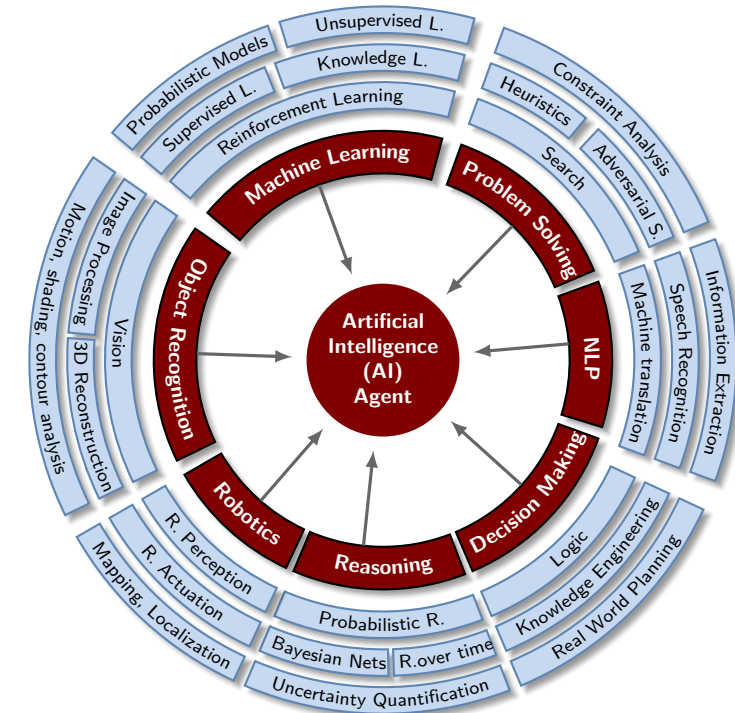 Unsupervised L.
Probabilistic Models
Knowledge L.
Supervised L.
Reinforcement Learning
Machine Learning
Constraint Analysis
Heuristics
Adversarial S.
Search
Problem Solving
Information Extraction
Speech Recognition
Machine translation
NLP
Motion, shading, contour analysis
Image Processing
3D Reconstruction
Vision
Object Recognition
Artificial
Intelligence
(AI)
Agent
Decision Making
Logic
Knowledge Engineering
Real World Planning
Robotics
R. Perception
R. Actuation
Mapping, Localization
Reasoning
Probabilistic R.
Bayesian Nets
R.over time
Uncertainty Quantification